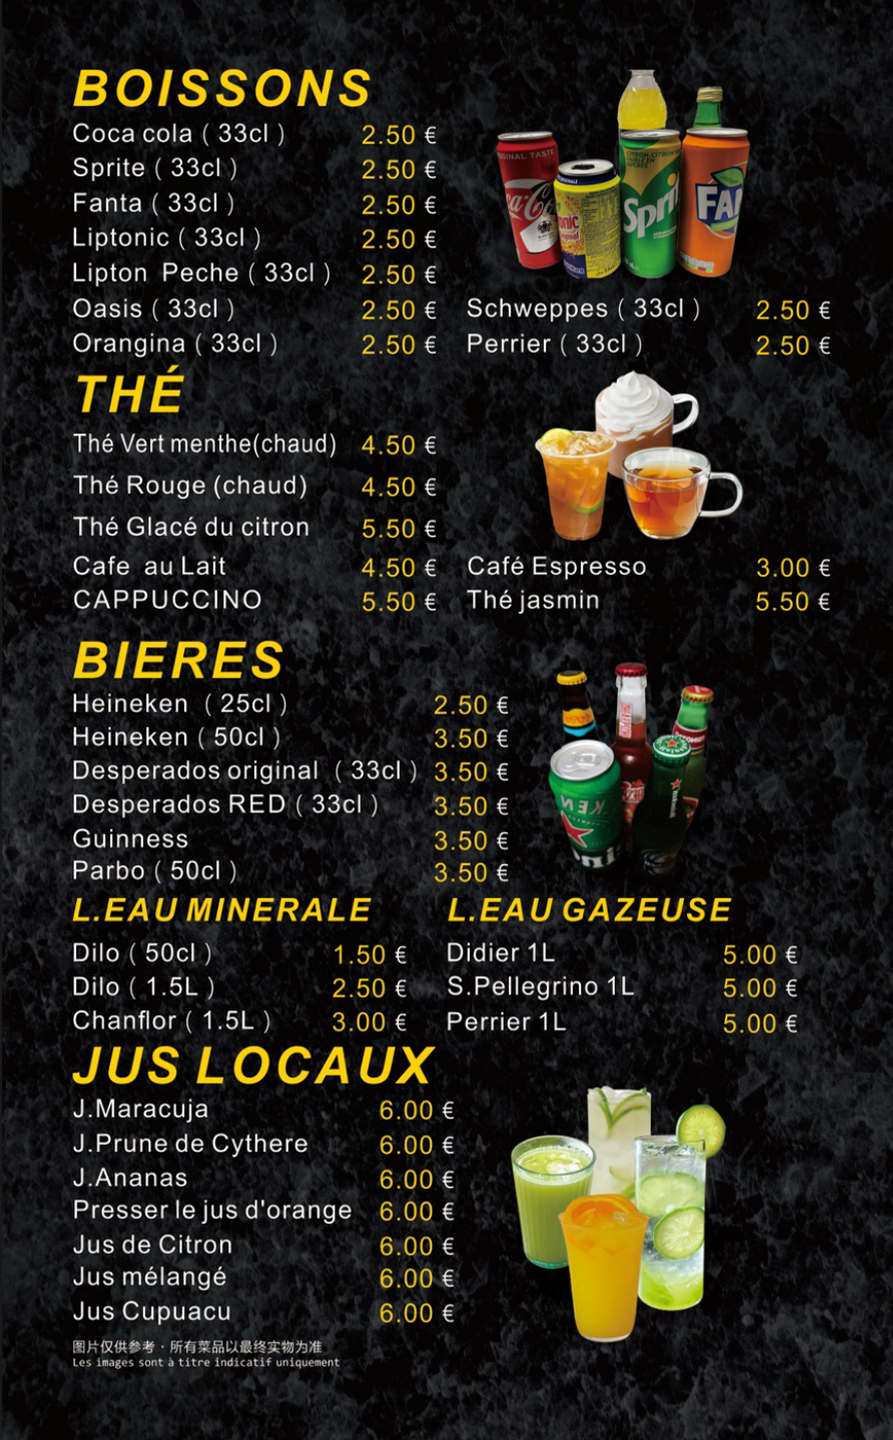 BOISSONS
Coca cola ( 33cl ) 2.50 €
Sprite ( 33cl ) 2.50 €
Fanta ( 33cl ) 2.50 €
Liptonic ( 33cl ) 2.50 €
Lipton Peche ( 33cl ) 2.50 €
Oasis ( 33cl ) 2.50 €
Orangina ( 33cl ) 2.50 €
Schweppes ( 33cl ) 2.50 €
Perrier ( 33cl ) 2.50 €
THÉ
Thé Vert menthe(chaud) 4.50 €
Thé Rouge (chaud) 4.50 €
Thé Glacé du citron 5.50 €
Cafe au Lait 4.50 €
CAPPUCCINO 5.50 €
Café Espresso 3.00 €
Thé jasmin 5.50 €
BIERES
Heineken ( 25cl ) 2.50 €
Heineken ( 50cl ) 3.50 €
Desperados original ( 33cl ) 3.50 €
Desperados RED ( 33cl ) 3.50 €
Guinness 3.50 €
Parbo ( 50cl ) 3.50 €
L.EAU MINERALE
Dilo ( 50cl ) 1.50 €
Dilo ( 1.5L ) 2.50 €
Chanflor ( 1.5L ) 3.00 €
L.EAU GAZEUSE
Didier 1L 5.00 €
S.Pellegrino 1L 5.00 €
Perrier 1L 5.00 €
JUS LOCAUX
J.Maracuja 6.00 €
J.Prune de Cythere 6.00 €
J.Ananas 6.00 €
Presser le jus d'orange 6.00 €
Jus de Citron 6.00 €
Jus mélangé 6.00 €
Jus Cupuacu 6.00 €
图片仅供参考 · 所有菜品以最终实物为准
Les images sont à titre indicatif uniquement